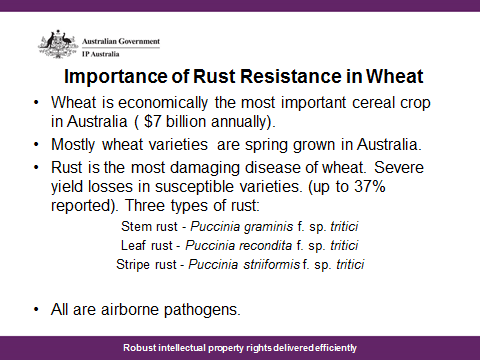 Australian Government
IP Australia
Importance of Rust Resistance in Wheat
• Wheat is economically the most important cereal crop
in Australia ( $7 billion annually).
• Mostly wheat varieties are spring grown in Australia.
• Rust is the most damaging disease of wheat. Severe
yield losses in susceptible varieties. (up to 37%
reported). Three types of rust:
Stem rust - Puccinia graminis f. sp. tritici
Leaf rust - Puccinia recondita f. sp. tritici
Stripe rust - Puccinia striiformis f. sp. tritici
• All are airborne pathogens.
Robust intellectual property rights delivered efficiently